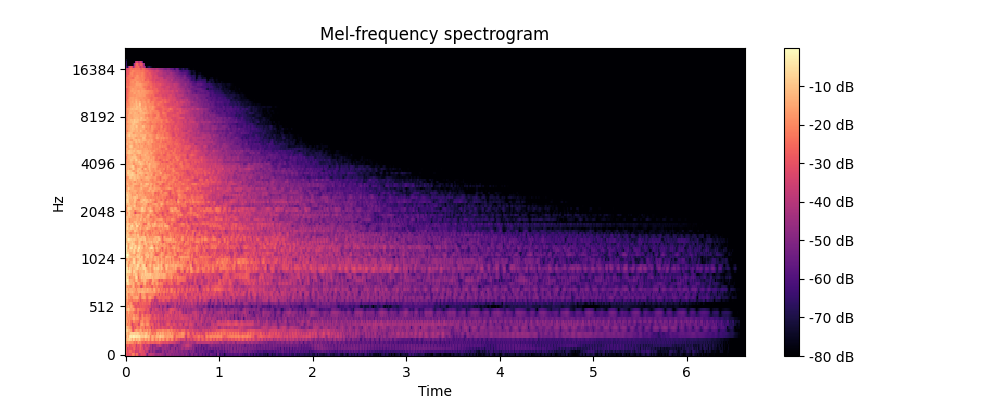 Mel-frequency spectrogram
Hz
16384
8192
4096
2048
1024
512
0
0 1 2 3 4 5 6
Time
-10 dB
-20 dB
-30 dB
-40 dB
-50 dB
-60 dB
-70 dB
-80 dB